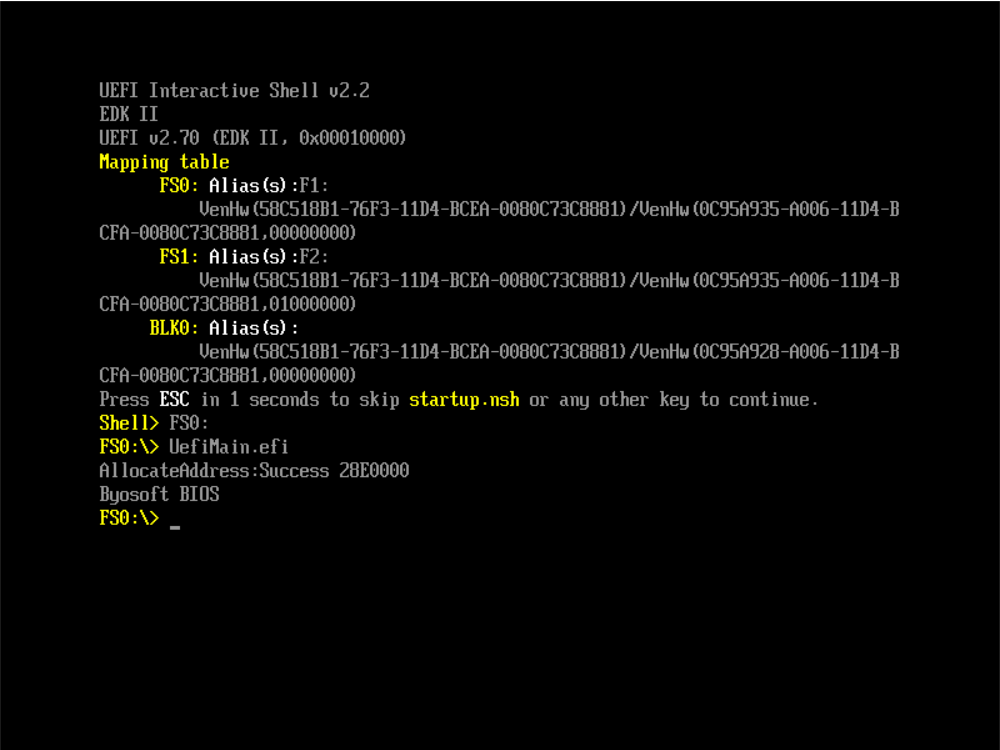 UEFI Interactive Shell v2.2
EDK II
UEFI v2.70 (EDK II, 0x00010000)
Mapping table
FS0: Alias(s):F1:
VenHw(58C518B1-76F3-11D4-BCEA-0080C73C8881)/VenHw(0C95A935-A006-11D4-B
CFA-0080C73C8881,00000000)
FS1: Alias(s):F2:
VenHw(58C518B1-76F3-11D4-BCEA-0080C73C8881)/VenHw(0C95A935-A006-11D4-B
CFA-0080C73C8881,01000000)
BLK0: Alias(s):
VenHw(58C518B1-76F3-11D4-BCEA-0080C73C8881)/VenHw(0C95A928-A006-11D4-B
CFA-0080C73C8881,00000000)
Press ESC in 1 seconds to skip startup.nsh or any other key to continue.
Shell> FS0:
FS0:\> UefiMain.efi
AllocateAddress:Success 28E0000
Byosoft BIOS
FS0:\> _